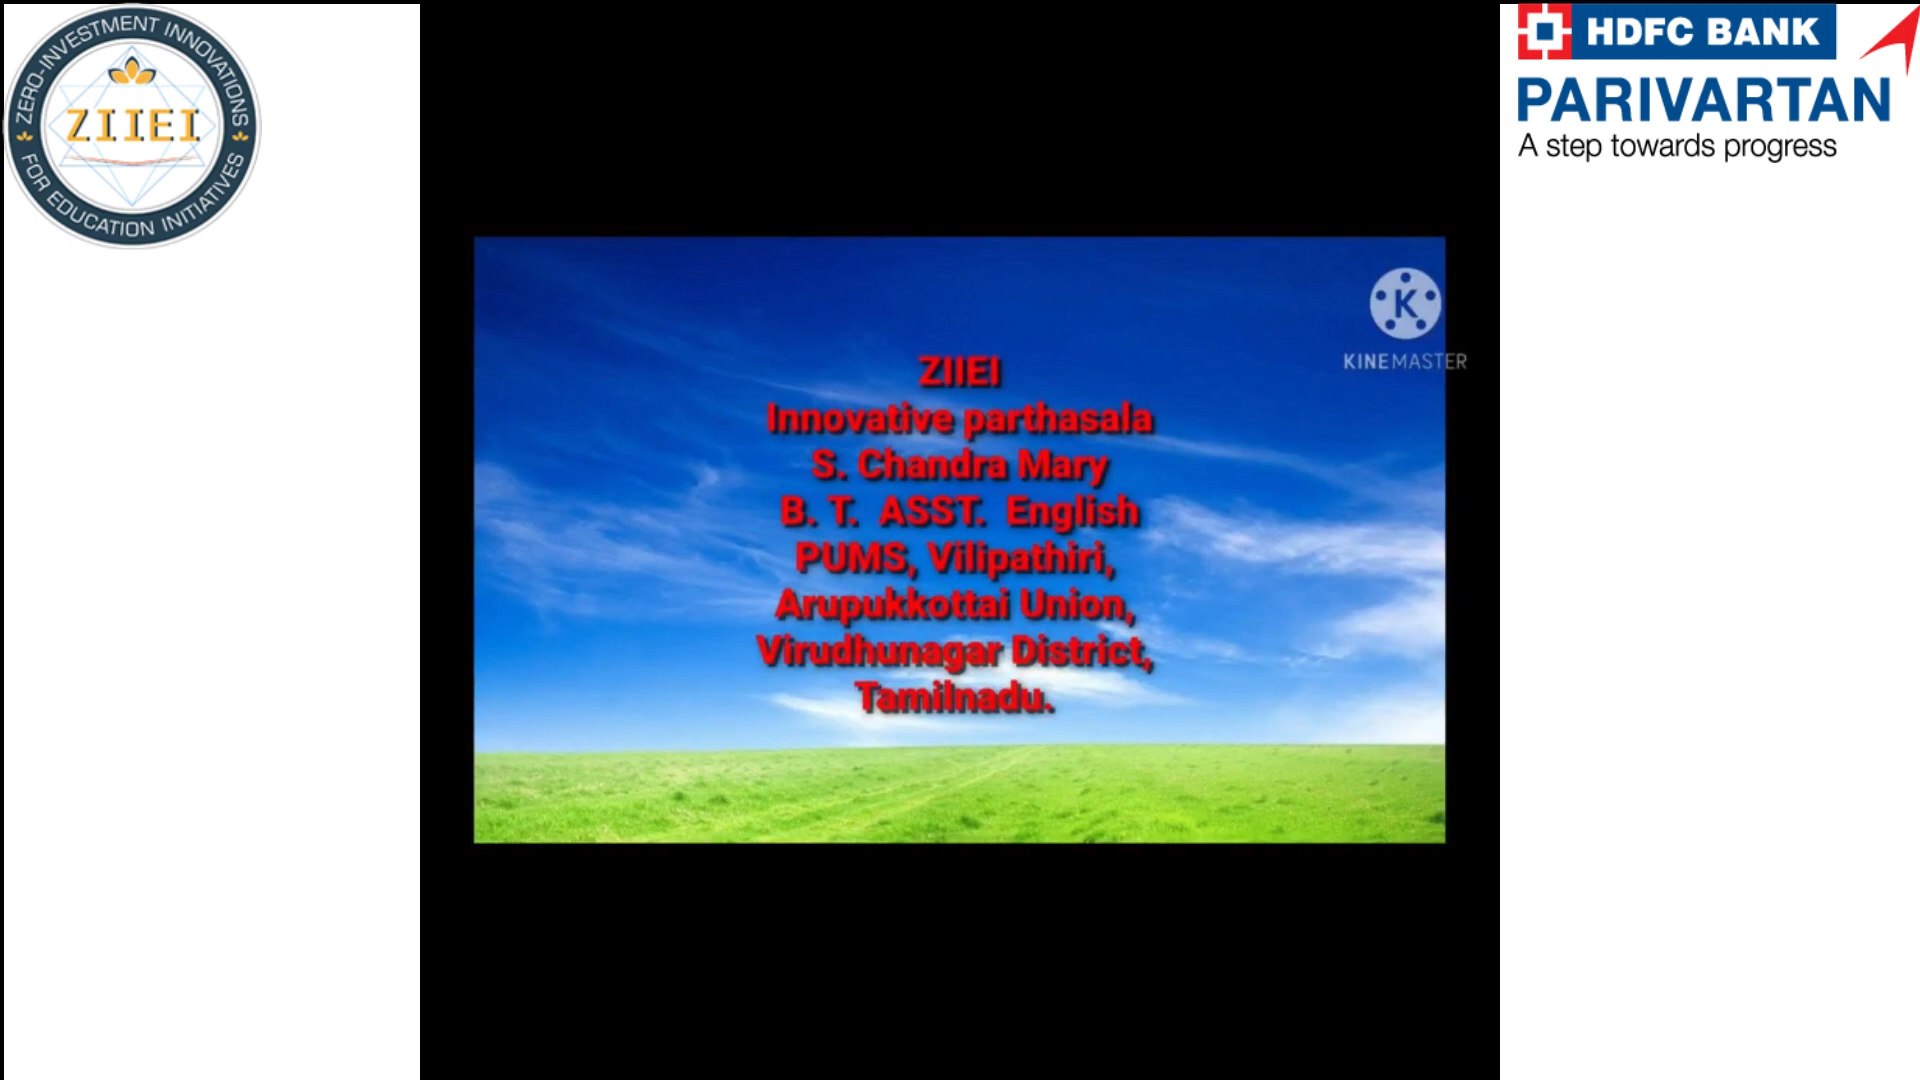 ZERO-INVESTMENT INNOVATIONS
ZIIEI
FOR EDUCATION INITIATIVES
HDFC BANK
PARIVARTAN
A step towards progress
K
KINEMASTER
ZIIEI
Innovative parthasala
S. Chandra Mary
B. T. ASST. English
PUMS, Vilipathiri,
Arupukkottai Union,
Virudhunagar District,
Tamilnadu.